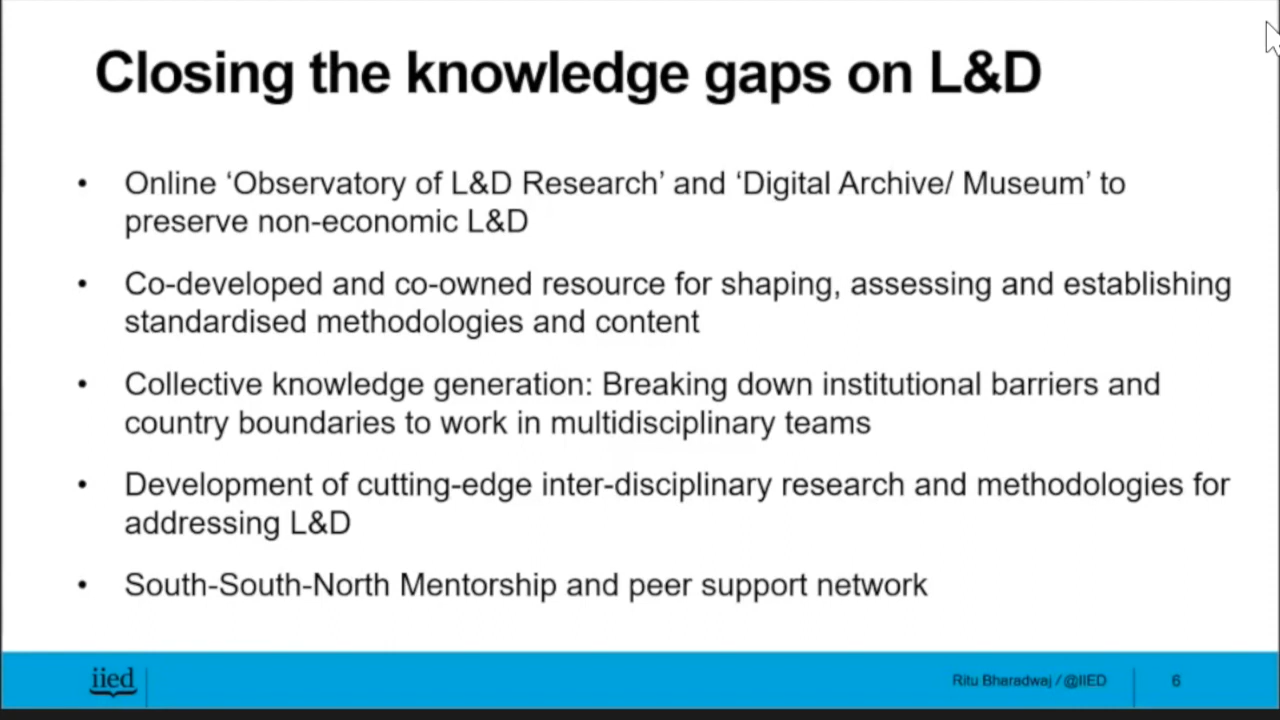 Closing the knowledge gaps on L&D
• Online ‘Observatory of L&D Research’ and ‘Digital Archive/ Museum’ to
preserve non-economic L&D
• Co-developed and co-owned resource for shaping, assessing and establishing
standardised methodologies and content
• Collective knowledge generation: Breaking down institutional barriers and
country boundaries to work in multidisciplinary teams
• Development of cutting-edge inter-disciplinary research and methodologies for
addressing L&D
• South-South-North Mentorship and peer support network
iied
Ritu Bharadwaj / @IIED
6